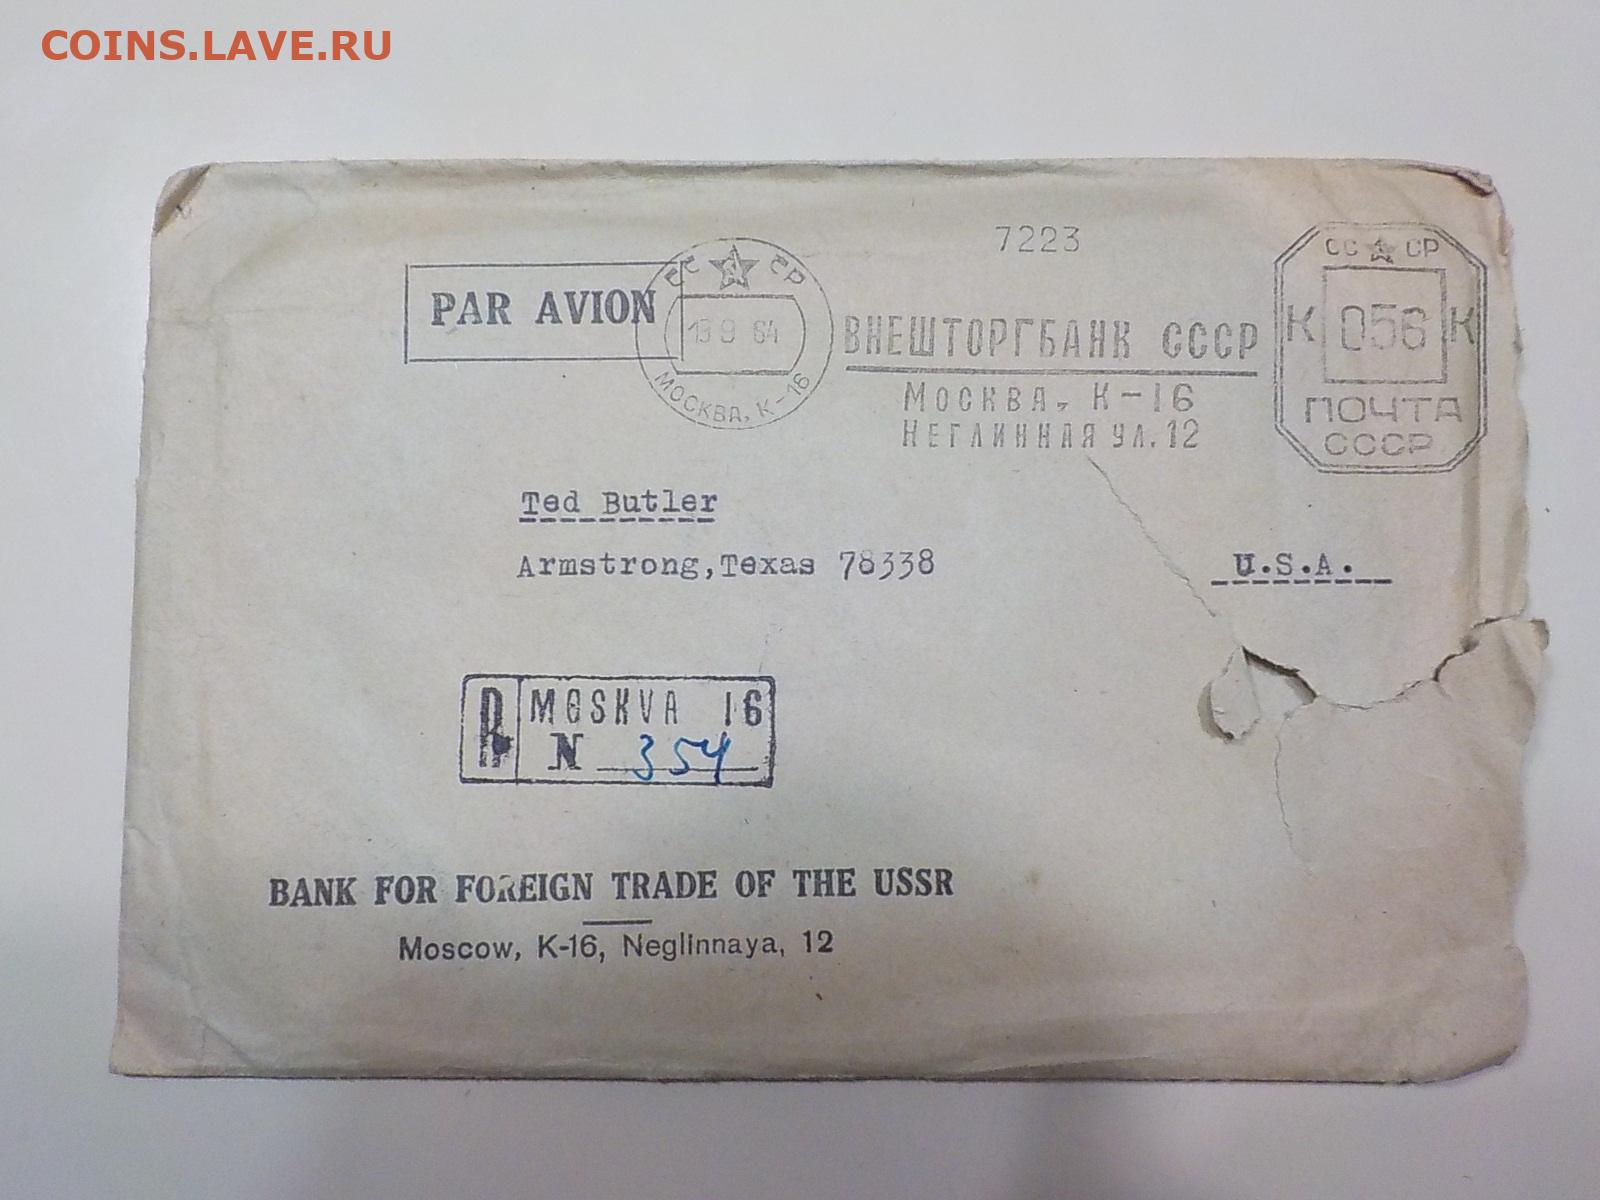 COINS.LAVE.RU
7223
PAR AVION
СССР
19 9 64
МОСКВА, К-16
ВНЕШТОРГБАНК СССР
МОСКВА, К-16
НЕГЛИННАЯ УЛ. 12
СССР
К 056 К
ПОЧТА
СССР
Ted Butler
Armstrong, Texas 78338
U.S.A.
R MOSKVA 16
N 354
BANK FOR FOREIGN TRADE OF THE USSR
Moscow, K-16, Neglinnaya, 12